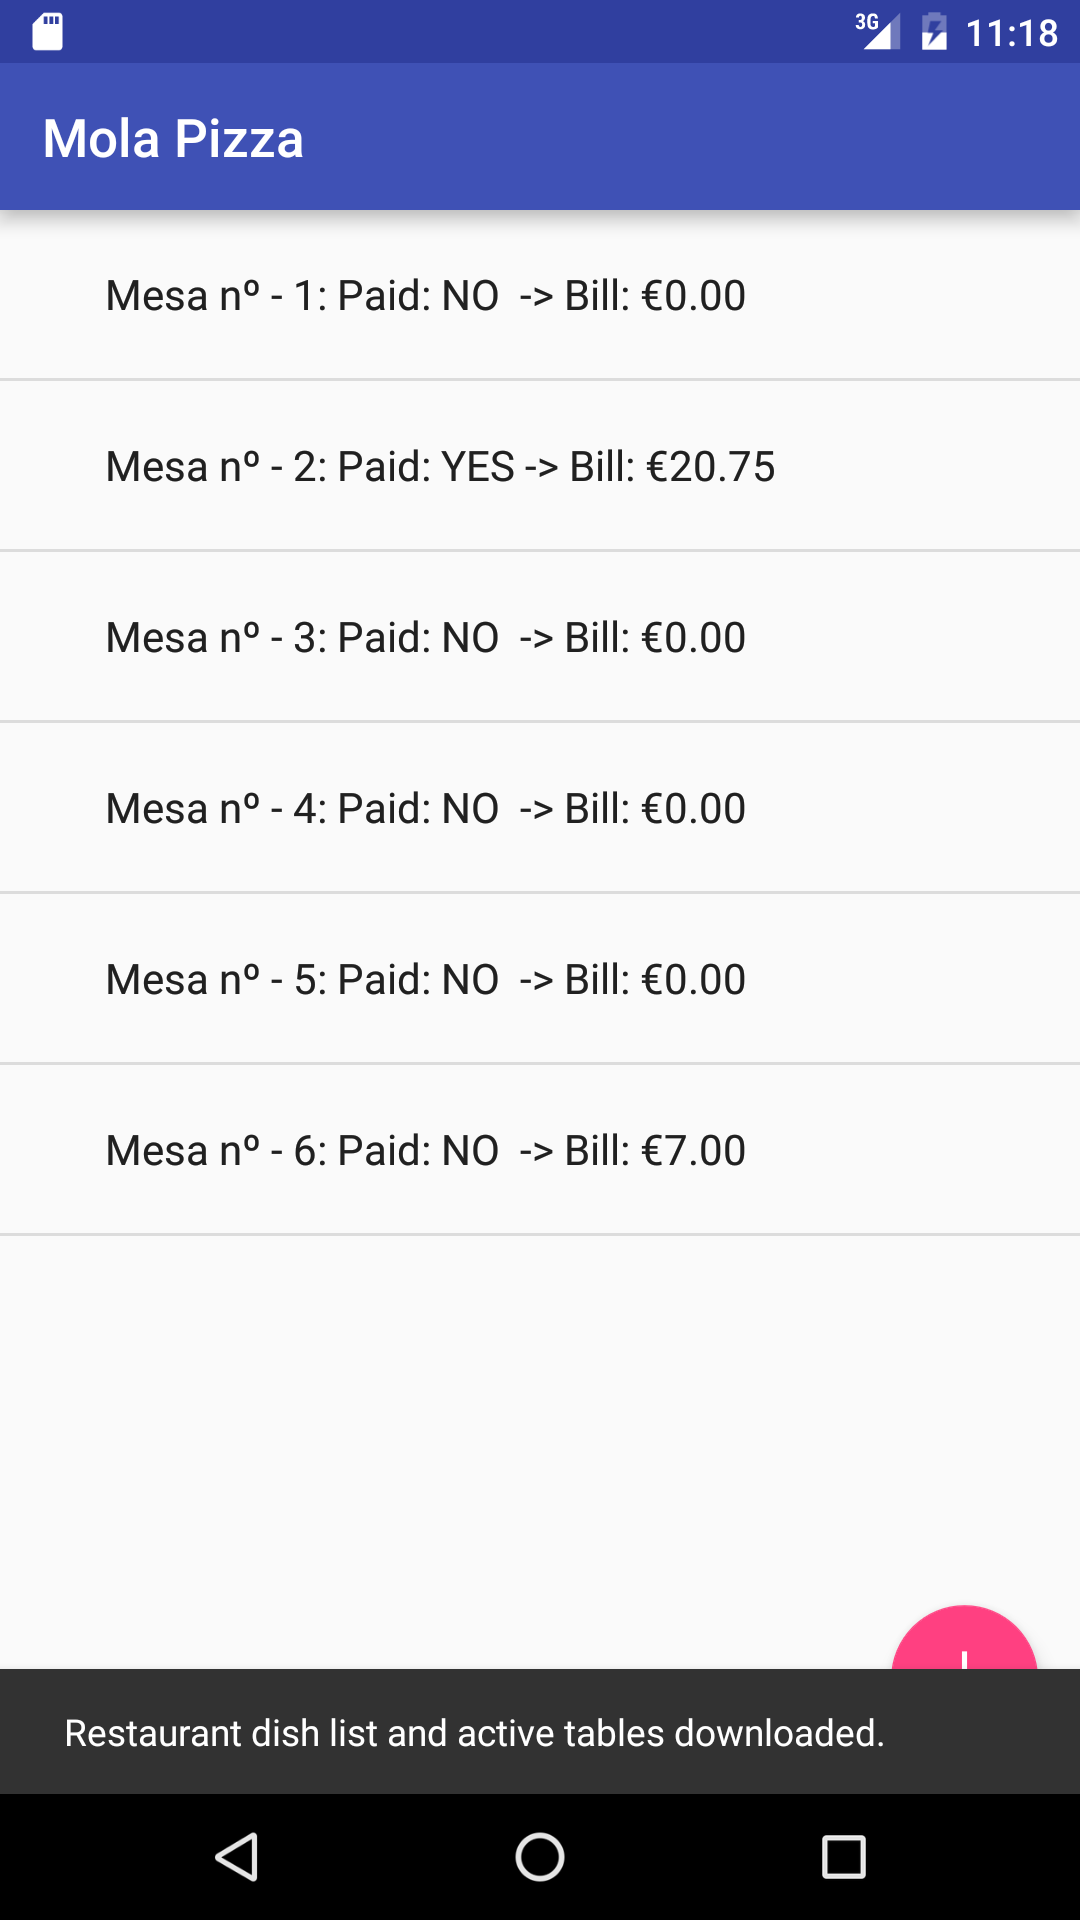 3G 11:18
Mola Pizza
Mesa nº - 1: Paid: NO  -> Bill: €0.00
Mesa nº - 2: Paid: YES -> Bill: €20.75
Mesa nº - 3: Paid: NO  -> Bill: €0.00
Mesa nº - 4: Paid: NO  -> Bill: €0.00
Mesa nº - 5: Paid: NO  -> Bill: €0.00
Mesa nº - 6: Paid: NO  -> Bill: €7.00
Restaurant dish list and active tables downloaded.